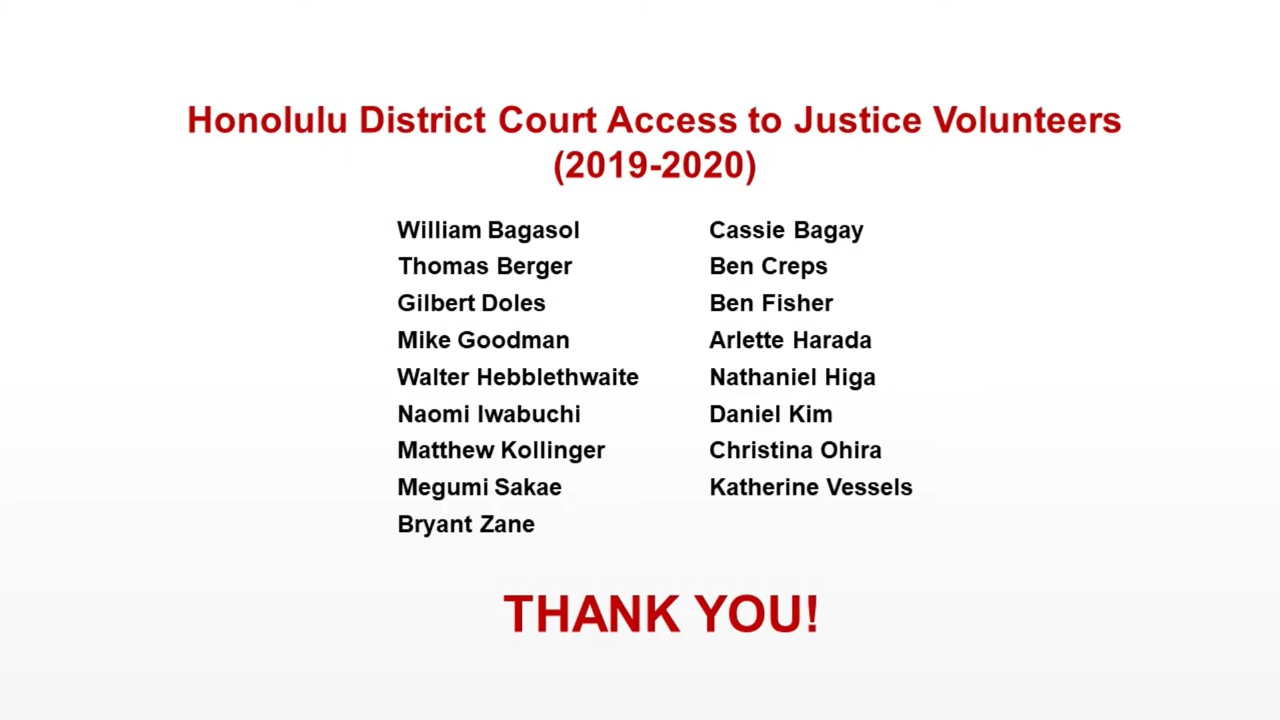 Honolulu District Court Access to Justice Volunteers
(2019-2020)
William Bagasol
Thomas Berger
Gilbert Doles
Mike Goodman
Walter Hebblethwaite
Naomi Iwabuchi
Matthew Kollinger
Megumi Sakae
Bryant Zane
Cassie Bagay
Ben Creps
Ben Fisher
Arlette Harada
Nathaniel Higa
Daniel Kim
Christina Ohira
Katherine Vessels
THANK YOU!